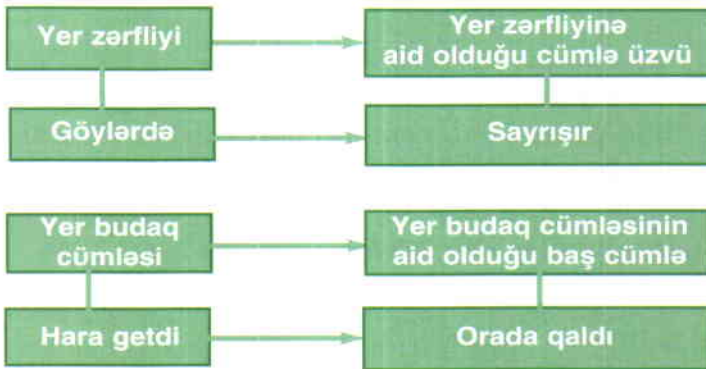 Yer zərfliyi
Yer zərfliyinə
aid olduğu cümlə üzvü
Göylərdə
Sayrışır
Yer budaq
cümləsi
Yer budaq cümləsinin
aid olduğu baş cümlə
Hara getdi
Orada qaldı